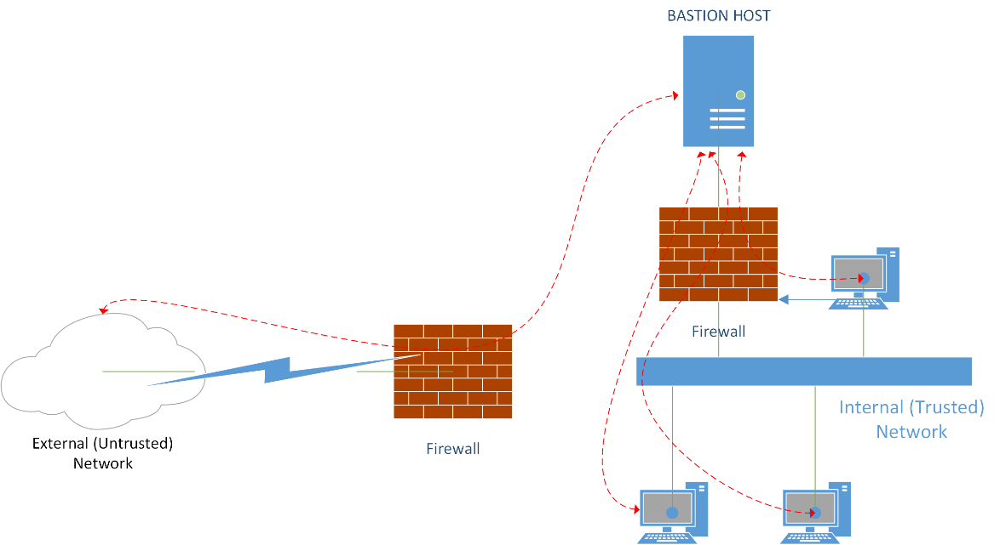 BASTION HOST
Firewall
Internal (Trusted)
Network
External (Untrusted)
Network
Firewall